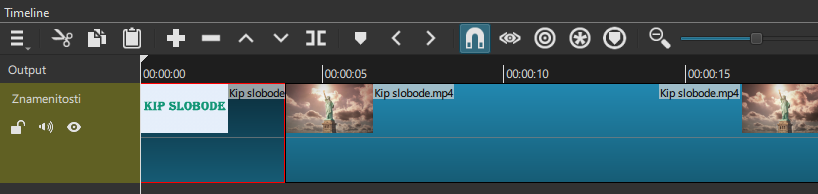 Timeline
Output
00:00:00
00:00:05
00:00:10
00:00:15
Znamenitosti
KIP SLOBODE
Kip slobode
Kip slobode.mp4
Kip slobode.mp4